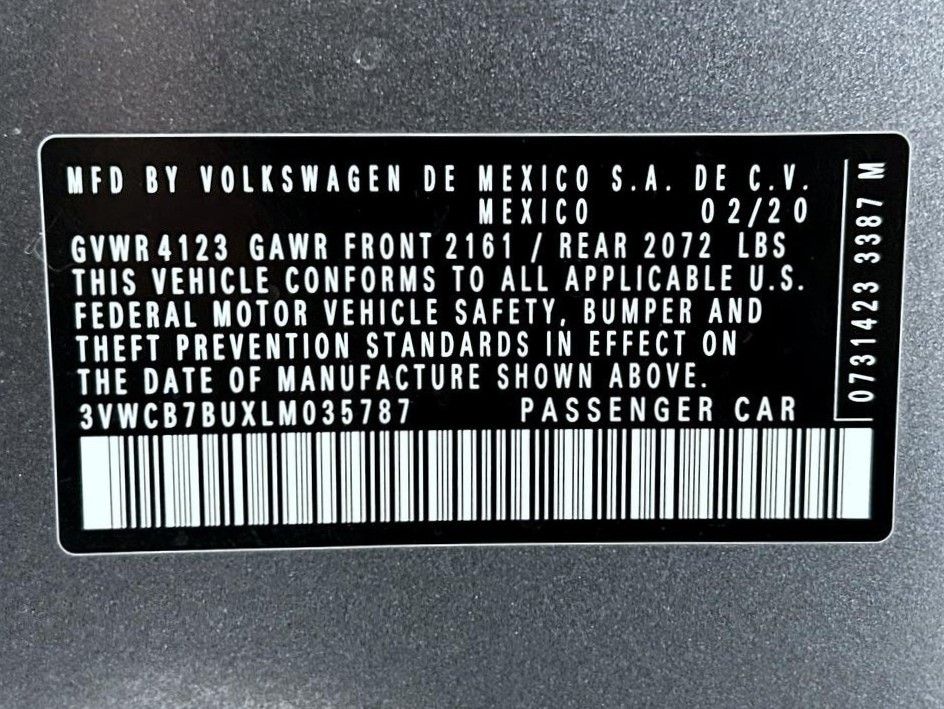 MFD BY VOLKSWAGEN DE MEXICO S.A. DE C.V.
MEXICO 02/20
GVWR 4123 GAWR FRONT 2161 / REAR 2072 LBS
THIS VEHICLE CONFORMS TO ALL APPLICABLE U.S.
FEDERAL MOTOR VEHICLE SAFETY, BUMPER AND
THEFT PREVENTION STANDARDS IN EFFECT ON
THE DATE OF MANUFACTURE SHOWN ABOVE.
3VWCB7BUXLM035787 PASSENGER CAR
0731423 3387 M